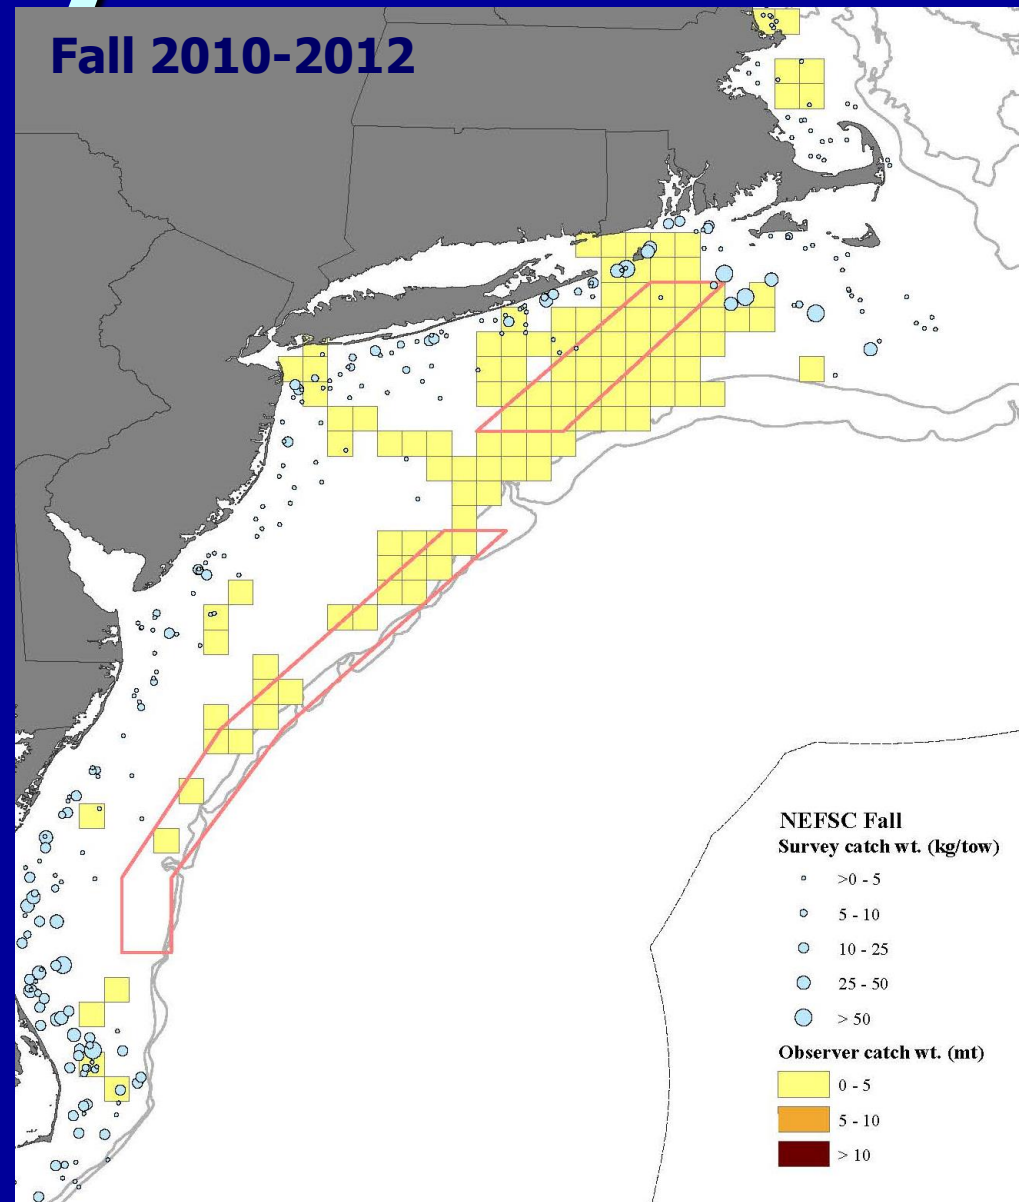 Fall 2010-2012
NEFSC Fall
Survey catch wt. (kg/tow)
>0 - 5
5 - 10
10 - 25
25 - 50
> 50
Observer catch wt. (mt)
0 - 5
5 - 10
> 10